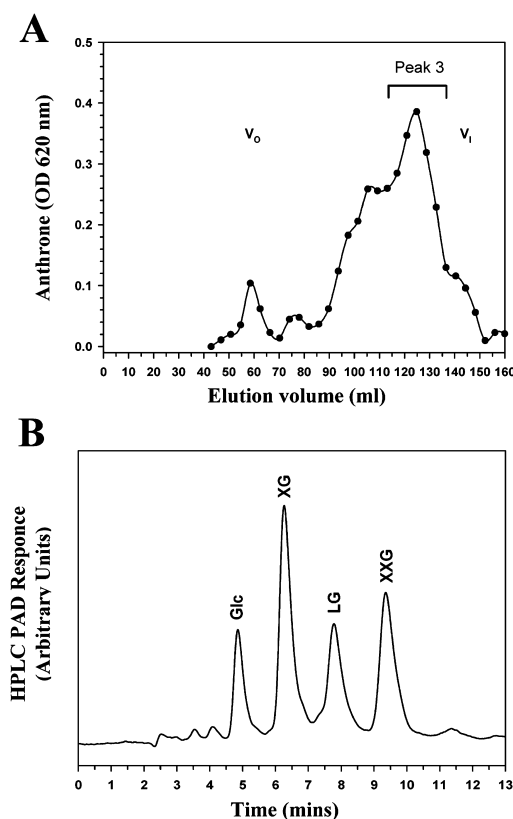 A
Peak 3
Vo
VI
Anthrone (OD 620 nm)
0.5
0.4
0.3
0.2
0.1
0.0
0 10 20 30 40 50 60 70 80 90 100 110 120 130 140 150 160
Elution volume (ml)
B
HPLC PAD Responce
(Arbitrary Units)
Glc
XG
LG
XXG
0 1 2 3 4 5 6 7 8 9 10 11 12 13
Time (mins)